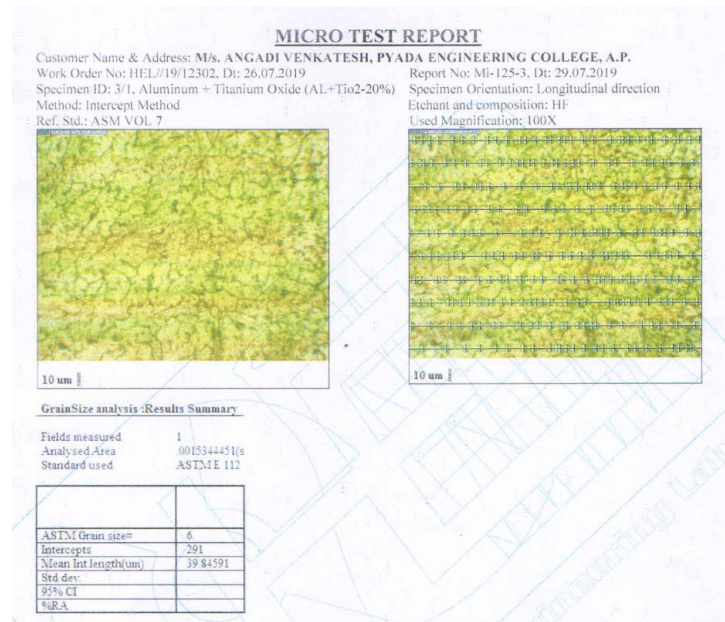 MICRO TEST REPORT
Customer Name & Address: M/s. ANGADI VENKATESH, PYADA ENGINEERING COLLEGE, A.P.
Work Order No: HEL//19/12302, Dt: 26.07.2019 Report No: Mi-125-3, Dt: 29.07.2019
Specimen ID: 3/1, Aluminum + Titanium Oxide (AL+Tio2-20%) Specimen Orientation: Longitudinal direction
Method: Intercept Method Etchant and composition: HF
Ref. Std.: ASM VOL 7 Used Magnification: 100X
10 um 10 um
GrainSize analysis :Results Summary
Fields measured 1
Analysed Area .0015344451(s
Standard used ASTM E 112
ASTM Grain size= 6
Intercepts 291
Mean Int.length(um) 39.84591
Std dev.
95% CI
%RA